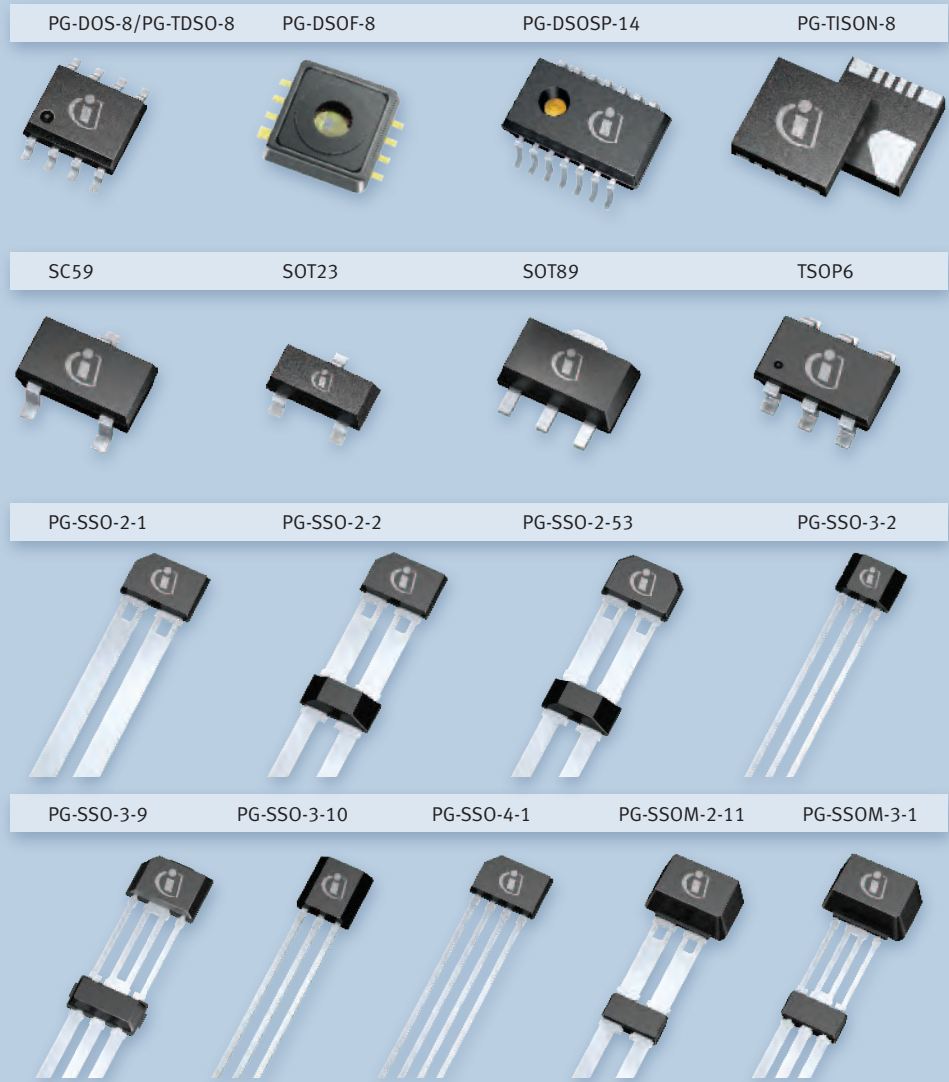 PG-DOS-8/PG-TDSO-8 PG-DSOF-8 PG-DSOSP-14 PG-TISON-8
SC59 SOT23 SOT89 TSOP6
PG-SSO-2-1 PG-SSO-2-2 PG-SSO-2-53 PG-SSO-3-2
PG-SSO-3-9 PG-SSO-3-10 PG-SSO-4-1 PG-SSOM-2-11 PG-SSOM-3-1